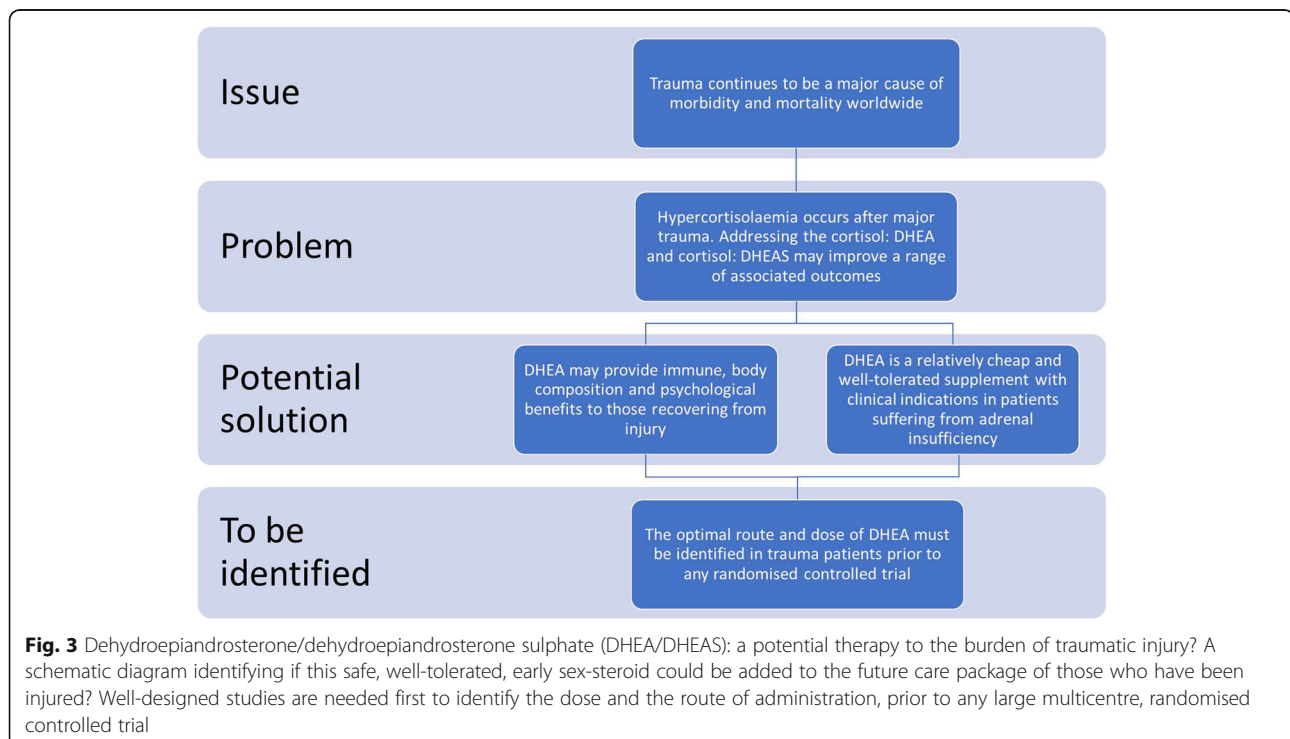 Issue
Trauma continues to be a major cause of
morbidity and mortality worldwide
Problem
Hypercortisolaemia occurs after major
trauma. Addressing the cortisol: DHEA
and cortisol: DHEAS may improve a range
of associated outcomes
Potential
solution
DHEA may provide immune, body
composition and psychological
benefits to those recovering from
injury
DHEA is a relatively cheap and
well-tolerated supplement with
clinical indications in patients
suffering from adrenal
insufficiency
To be
identified
The optimal route and dose of DHEA must
be identified in trauma patients prior to
any randomised controlled trial
Fig. 3 Dehydroepiandrosterone/dehydroepiandrosterone sulphate (DHEA/DHEAS): a potential therapy to the burden of traumatic injury? A
schematic diagram identifying if this safe, well-tolerated, early sex-steroid could be added to the future care package of those who have been
injured? Well-designed studies are needed first to identify the dose and the route of administration, prior to any large multicentre, randomised
controlled trial